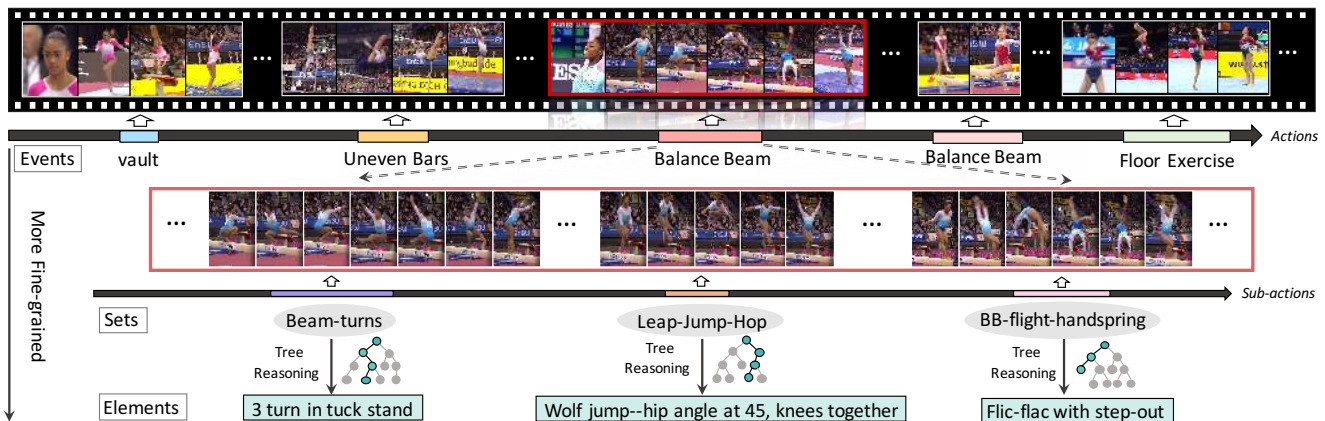 Actions
Events
vault
Uneven Bars
Balance Beam
Balance Beam
Floor Exercise
More Fine-grained
Sub-actions
Sets
Beam-turns
Leap-Jump-Hop
BB-flight-handspring
Tree
Reasoning
Tree
Reasoning
Tree
Reasoning
Elements
3 turn in tuck stand
Wolf jump--hip angle at 45, knees together
Flic-flac with step-out